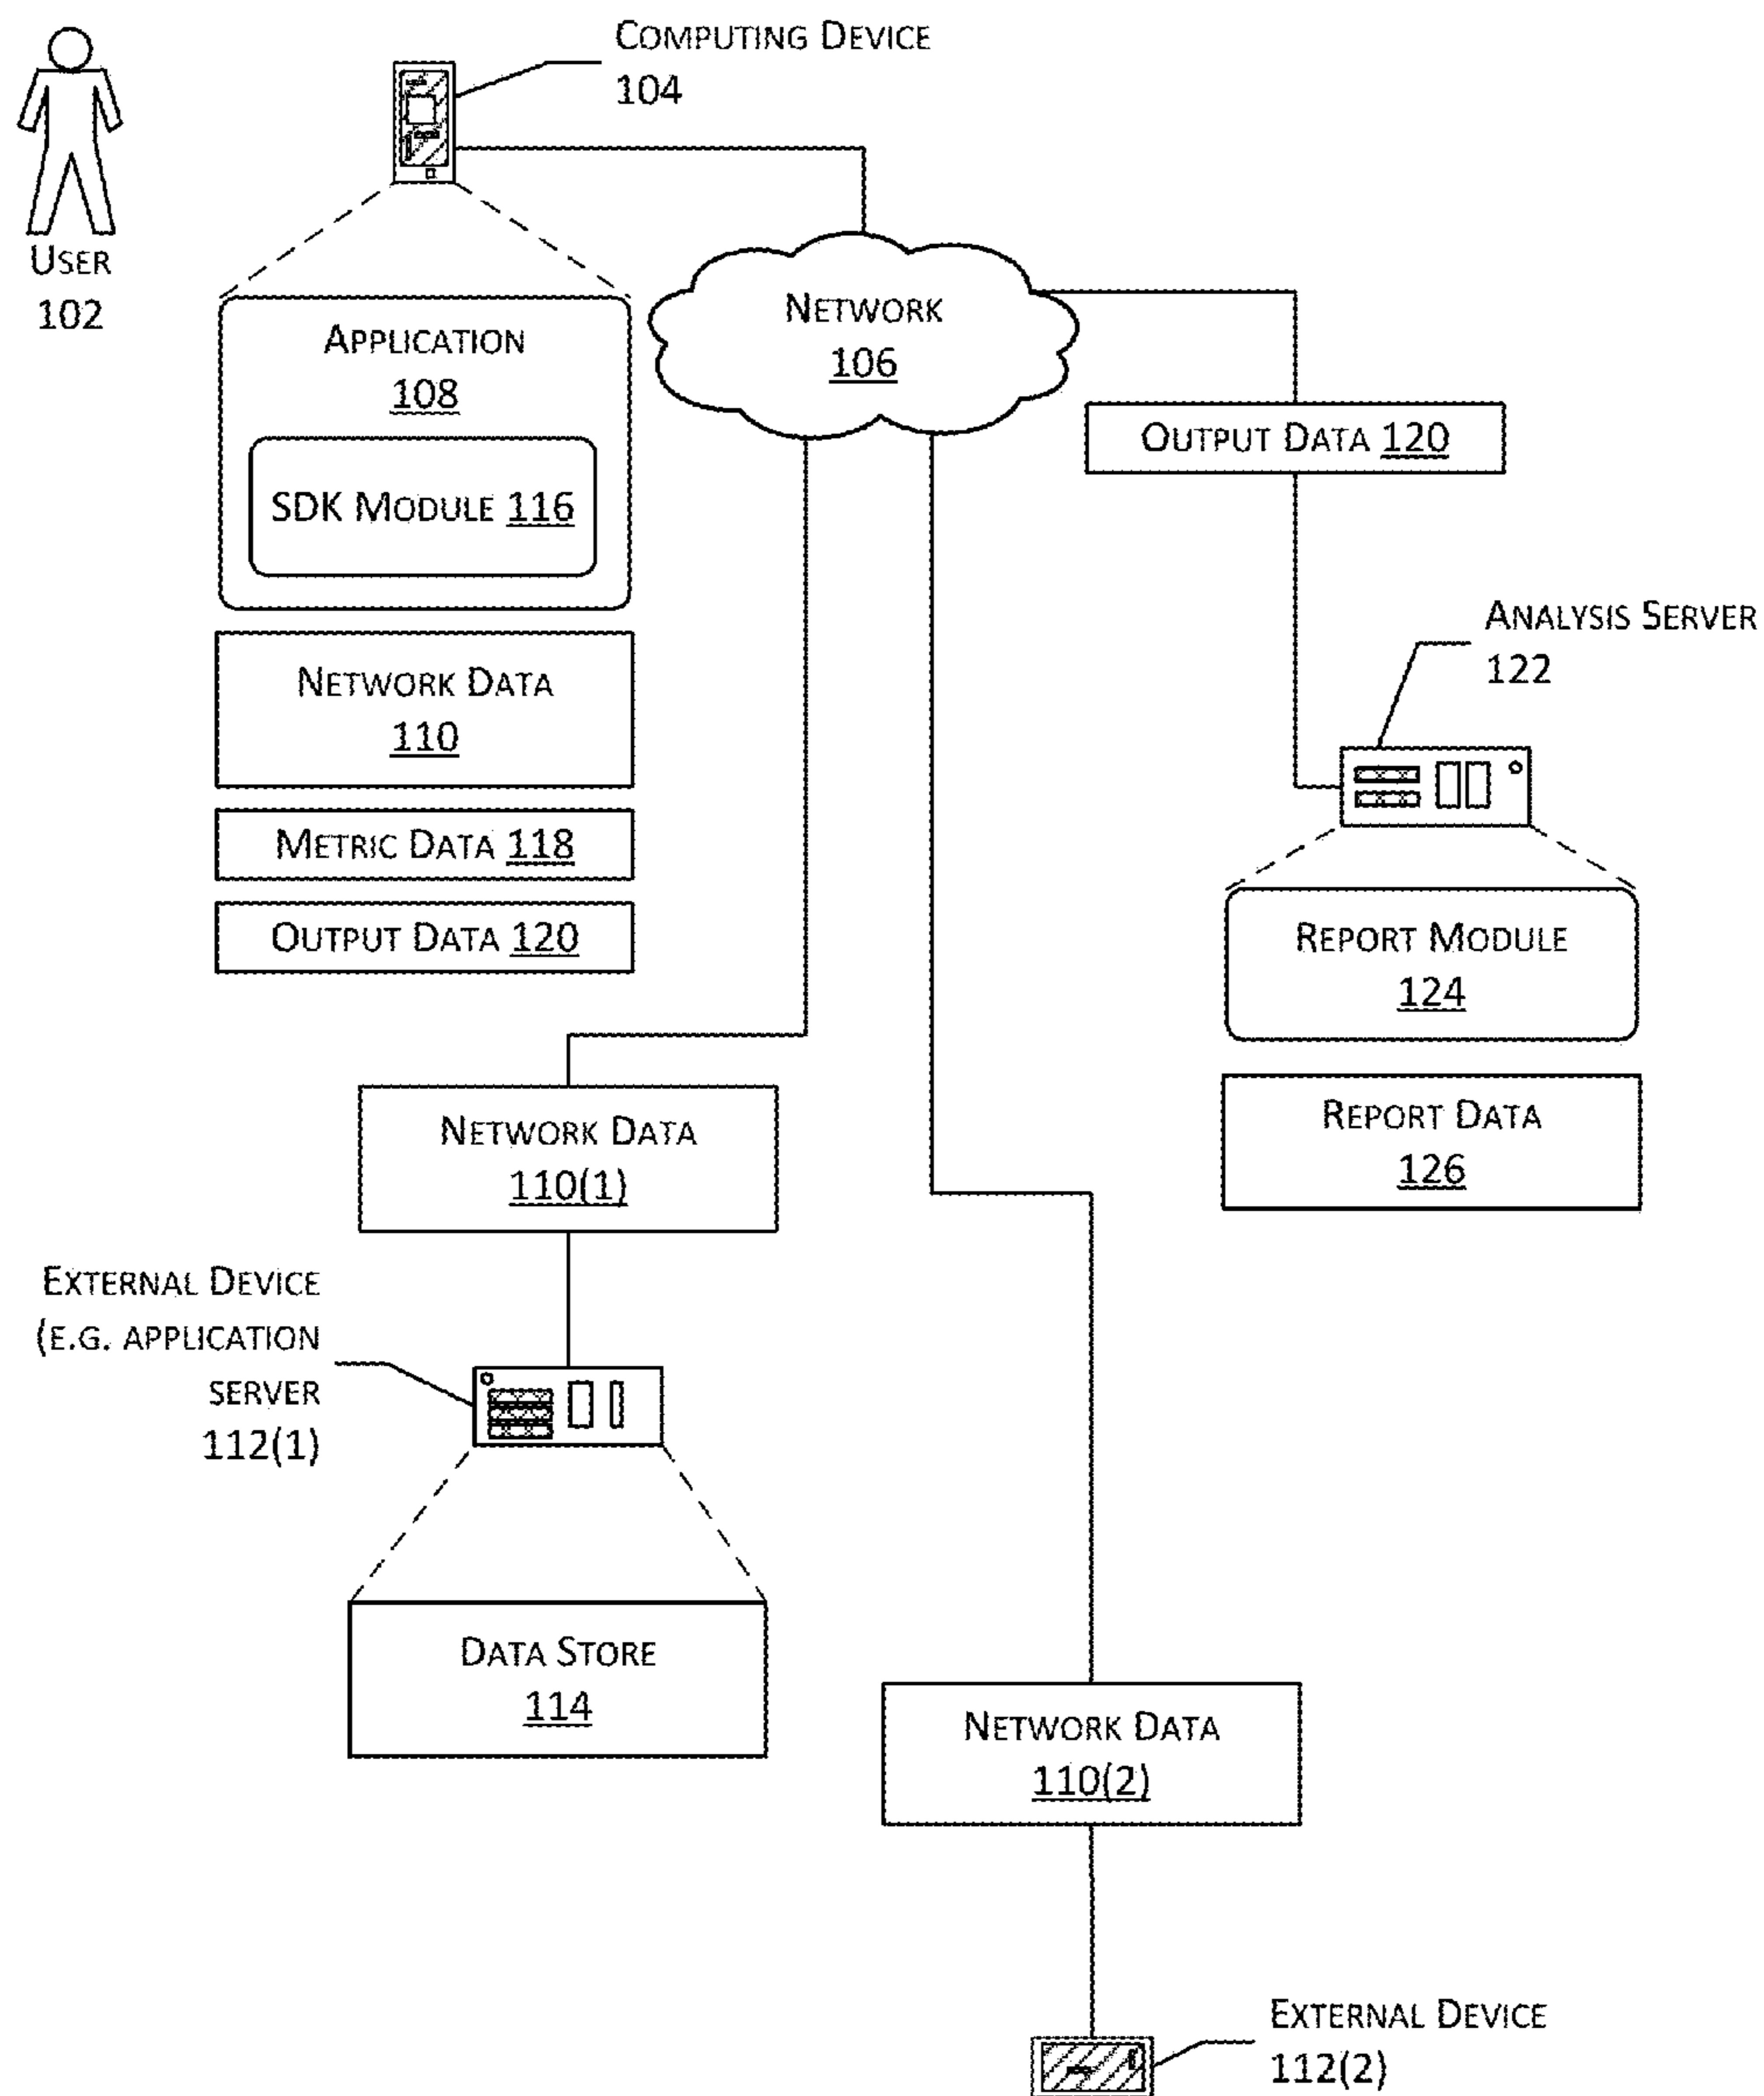 COMPUTING DEVICE
104
USER
102
APPLICATION
108
SDK MODULE 116
NETWORK
106
OUTPUT DATA 120
NETWORK DATA
110
METRIC DATA 118
OUTPUT DATA 120
ANALYSIS SERVER
122
REPORT MODULE
124
REPORT DATA
126
NETWORK DATA
110(1)
EXTERNAL DEVICE
(E.G. APPLICATION
SERVER
112(1)
DATA STORE
114
NETWORK DATA
110(2)
EXTERNAL DEVICE
112(2)